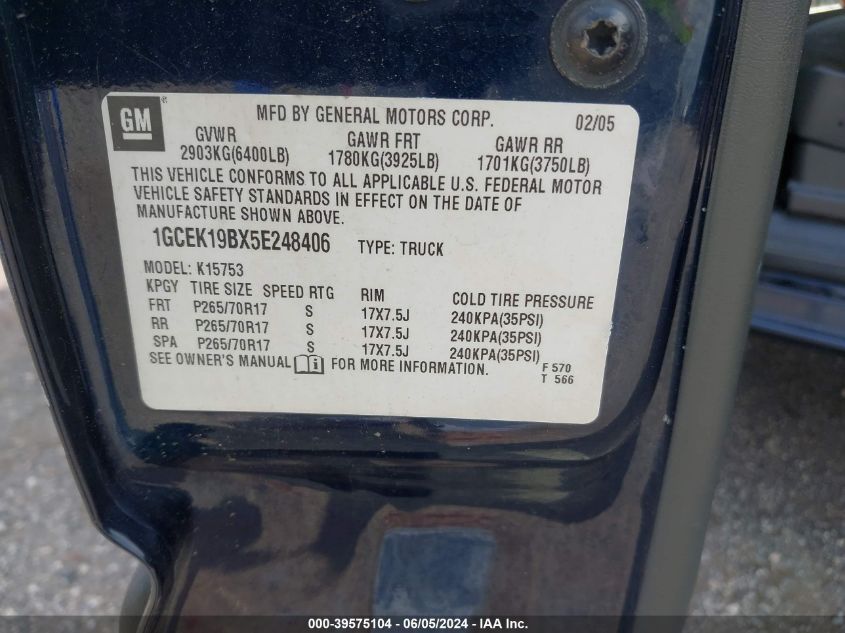 GM ® MFD BY GENERAL MOTORS CORP. 02/05
GVWR GAWR FRT GAWR RR
2903KG(6400LB) 1780KG(3925LB) 1701KG(3750LB)
THIS VEHICLE CONFORMS TO ALL APPLICABLE U.S. FEDERAL MOTOR
VEHICLE SAFETY STANDARDS IN EFFECT ON THE DATE OF
MANUFACTURE SHOWN ABOVE.
1GCEK19BX5E248406 TYPE: TRUCK
MODEL: K15753
KPGY TIRE SIZE SPEED RTG RIM COLD TIRE PRESSURE
FRT P265/70R17 S 17X7.5J 240KPA(35PSI)
RR P265/70R17 S 17X7.5J 240KPA(35PSI)
SPA P265/70R17 S 17X7.5J 240KPA(35PSI)
SEE OWNER'S MANUAL i FOR MORE INFORMATION. F 570
T 566
000-39575104 - 06/05/2024 - IAA Inc.